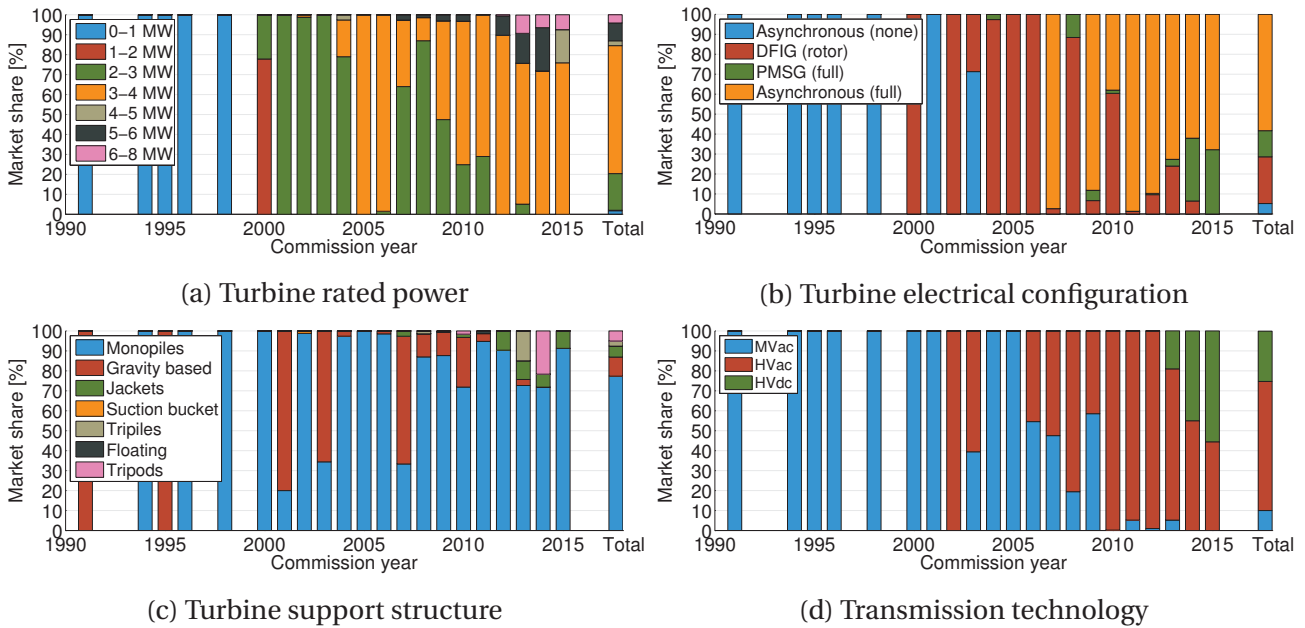 Market share [%]
100
90
80
70
60
50
40
30
20
10
0
0–1 MW
1–2 MW
2–3 MW
3–4 MW
4–5 MW
5–6 MW
6–8 MW
1990 1995 2000 2005 2010 2015 Total
Commission year
(a) Turbine rated power
Market share [%]
100
90
80
70
60
50
40
30
20
10
0
Asynchronous (none)
DFIG (rotor)
PMSG (full)
Asynchronous (full)
1990 1995 2000 2005 2010 2015 Total
Commission year
(b) Turbine electrical configuration
Market share [%]
100
90
80
70
60
50
40
30
20
10
0
Monopiles
Gravity based
Jackets
Suction bucket
Tripiles
Floating
Tripods
1990 1995 2000 2005 2010 2015 Total
Commission year
(c) Turbine support structure
Market share [%]
100
90
80
70
60
50
40
30
20
10
0
MVac
HVac
HVdc
1990 1995 2000 2005 2010 2015 Total
Commission year
(d) Transmission technology